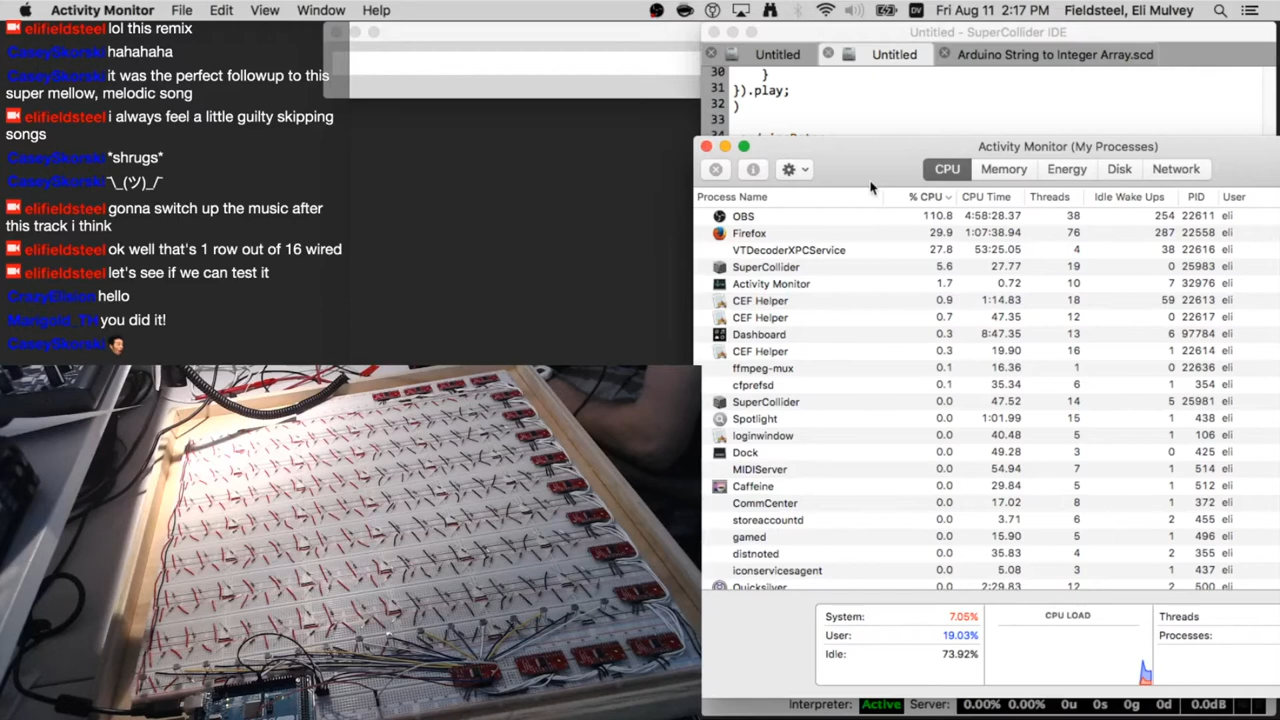 Activity Monitor File Edit View Window Help
Fri Aug 11 2:17 PM Fieldsteel, Eli Mulvey
elifieldsteel lol this remix
CaseySkorski hahahaha
CaseySkorski it was the perfect followup to this
super mellow, melodic song
elifieldsteel i always feel a little guilty skipping
songs
CaseySkorski *shrugs*
CaseySkorski ¯\_(ツ)_/¯
elifieldsteel gonna switch up the music after
this track i think
elifieldsteel ok well that's 1 row out of 16 wired
elifieldsteel let's see if we can test it
CrazyElision hello
you did it!
CaseySkorski
Untitled - SuperCollider IDE
Untitled Untitled Arduino String to Integer Array.scd
30 }
31 }).play;
32 )
33
Activity Monitor (My Processes)
CPU Memory Energy Disk Network
Process Name % CPU CPU Time Threads Idle Wake Ups PID User
OBS 110.8 4:58:28.37 38 254 22611 eli
Firefox 29.9 1:07:38.94 76 287 22558 eli
VTDecoderXPCService 27.8 53:25.05 4 38 22616 eli
SuperCollider 5.6 27.77 19 0 25983 eli
Activity Monitor 1.7 0.72 10 7 32976 eli
CEF Helper 0.9 1:14.83 18 59 22613 eli
CEF Helper 0.7 47.35 12 0 22617 eli
Dashboard 0.3 8:47.35 13 6 97784 eli
CEF Helper 0.3 19.90 16 1 22614 eli
ffmpeg-mux 0.1 16.36 1 0 22636 eli
cfprefsd 0.1 35.34 6 1 354 eli
SuperCollider 0.0 47.52 14 5 25981 eli
Spotlight 0.0 1:01.99 15 1 438 eli
loginwindow 0.0 40.48 5 1 106 eli
Dock 0.0 49.28 3 0 425 eli
MIDIServer 0.0 54.94 7 1 514 eli
Caffeine 0.0 29.84 5 1 512 eli
CommCenter 0.0 17.02 8 1 372 eli
storeaccountd 0.0 3.71 6 2 455 eli
gamed 0.0 15.90 5 1 496 eli
distnoted 0.0 35.83 4 2 355 eli
iconservicesagent 0.0 5.08 3 1 437 eli
Quicksilver 0.0 2:29.83 12 2 500 eli
System: 7.05% CPU LOAD Threads
User: 19.03% Processes:
Idle: 73.92%
Interpreter: Active Server: 0.00% 0.00% 0u 0s 0g 0d 0.0dB